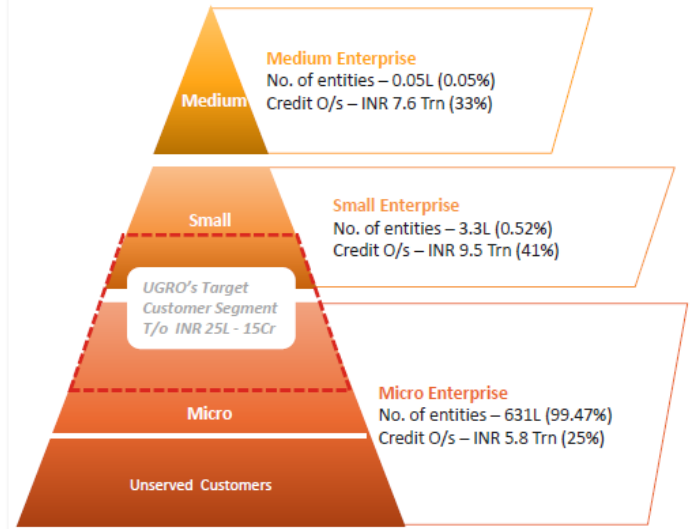 Medium
Medium Enterprise
No. of entities – 0.05L (0.05%)
Credit O/s – INR 7.6 Trn (33%)
Small
Small Enterprise
No. of entities – 3.3L (0.52%)
Credit O/s – INR 9.5 Trn (41%)
UGRO's Target
Customer Segment
T/o INR 25L - 15Cr
Micro
Micro Enterprise
No. of entities – 631L (99.47%)
Credit O/s – INR 5.8 Trn (25%)
Unserved Customers